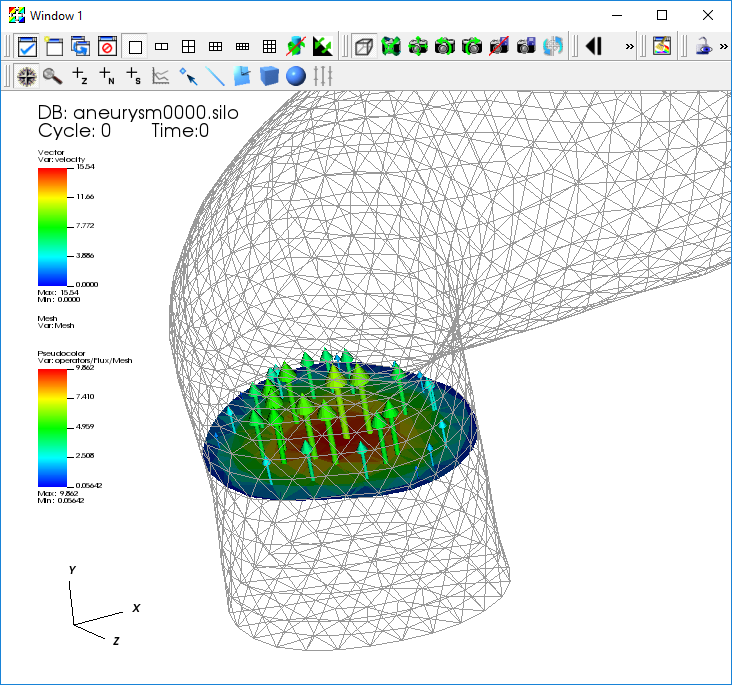 Window 1
Z
N
S
DB: aneurysm0000.silo
Cycle: 0 Time:0
Vector
Var: velocity
15.54
11.66
7.772
3.886
0.0000
Max: 15.54
Min: 0.0000
Mesh
Var: Mesh
Pseudocolor
Var: operators/Flux/Mesh
9.862
7.410
4.959
2.508
0.05642
Max: 9.862
Min: 0.05642
Y
X
Z